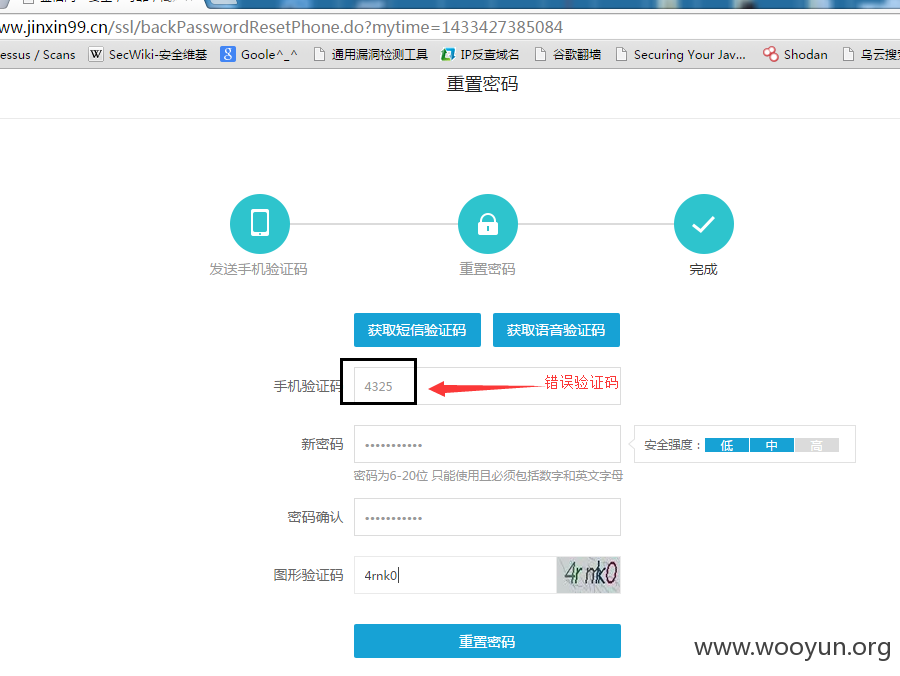 ww.jinxin99.cn/ssl/backPasswordResetPhone.do?mytime=1433427385084
essus / Scans SecWiki-安全维基 Goole^_^ 通用漏洞检测工具 IP反查域名 谷歌翻墙 Securing Your Jav... Shodan 乌云搜
重置密码
发送手机验证码 重置密码 完成
获取短信验证码 获取语音验证码
手机验证码 4325 错误验证码
新密码 ••••••••••• 安全强度： 低 中 高
密码为6-20位 只能使用且必须包括数字和英文字母
密码确认 •••••••••••
图形验证码 4rnk0 4rnk0
重置密码
www.wooyun.org